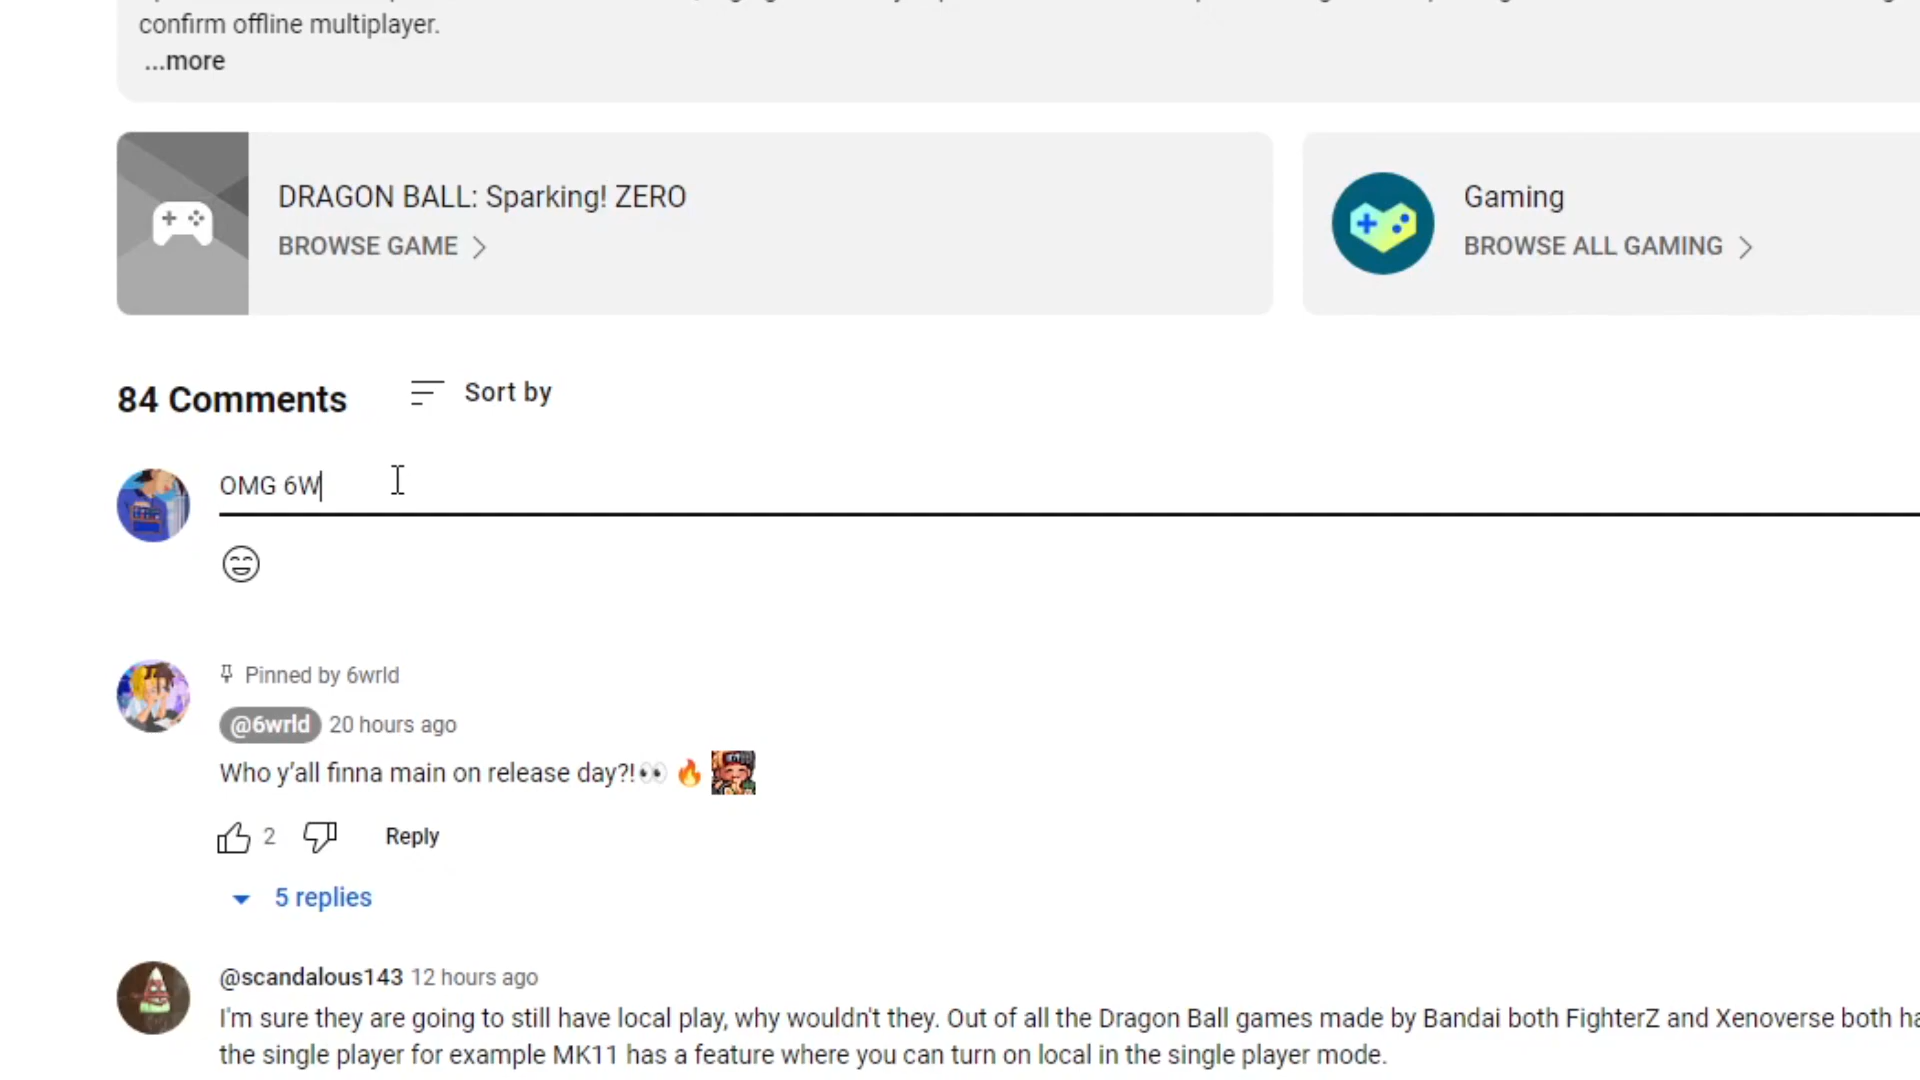 confirm offline multiplayer.
...more
DRAGON BALL: Sparking! ZERO
BROWSE GAME
Gaming
BROWSE ALL GAMING
84 Comments
Sort by
OMG 6W
Pinned by 6wrld
@6wrld 20 hours ago
Who y'all finna main on release day?!👀 🔥
2
Reply
5 replies
@scandalous143 12 hours ago
I'm sure they are going to still have local play, why wouldn't they. Out of all the Dragon Ball games made by Bandai both FighterZ and Xenoverse both
the single player for example MK11 has a feature where you can turn on local in the single player mode.